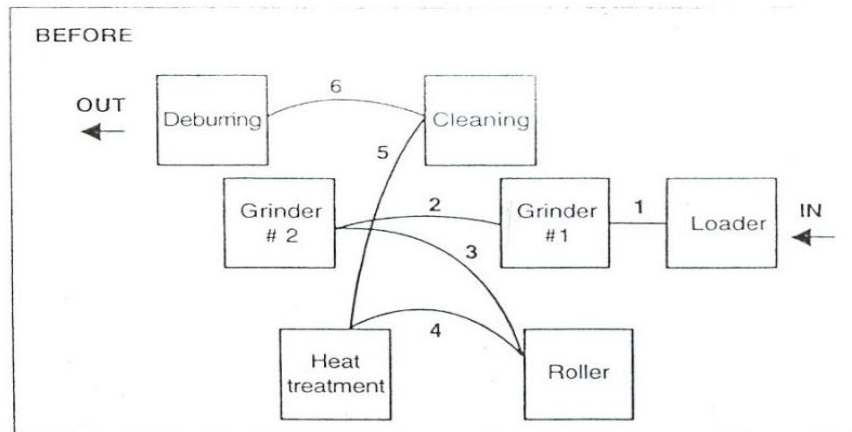 BEFORE
6
OUT
Deburring
Cleaning
5
Grinder
# 2
2
Grinder
#1
1
Loader
IN
3
4
Heat
treatment
Roller